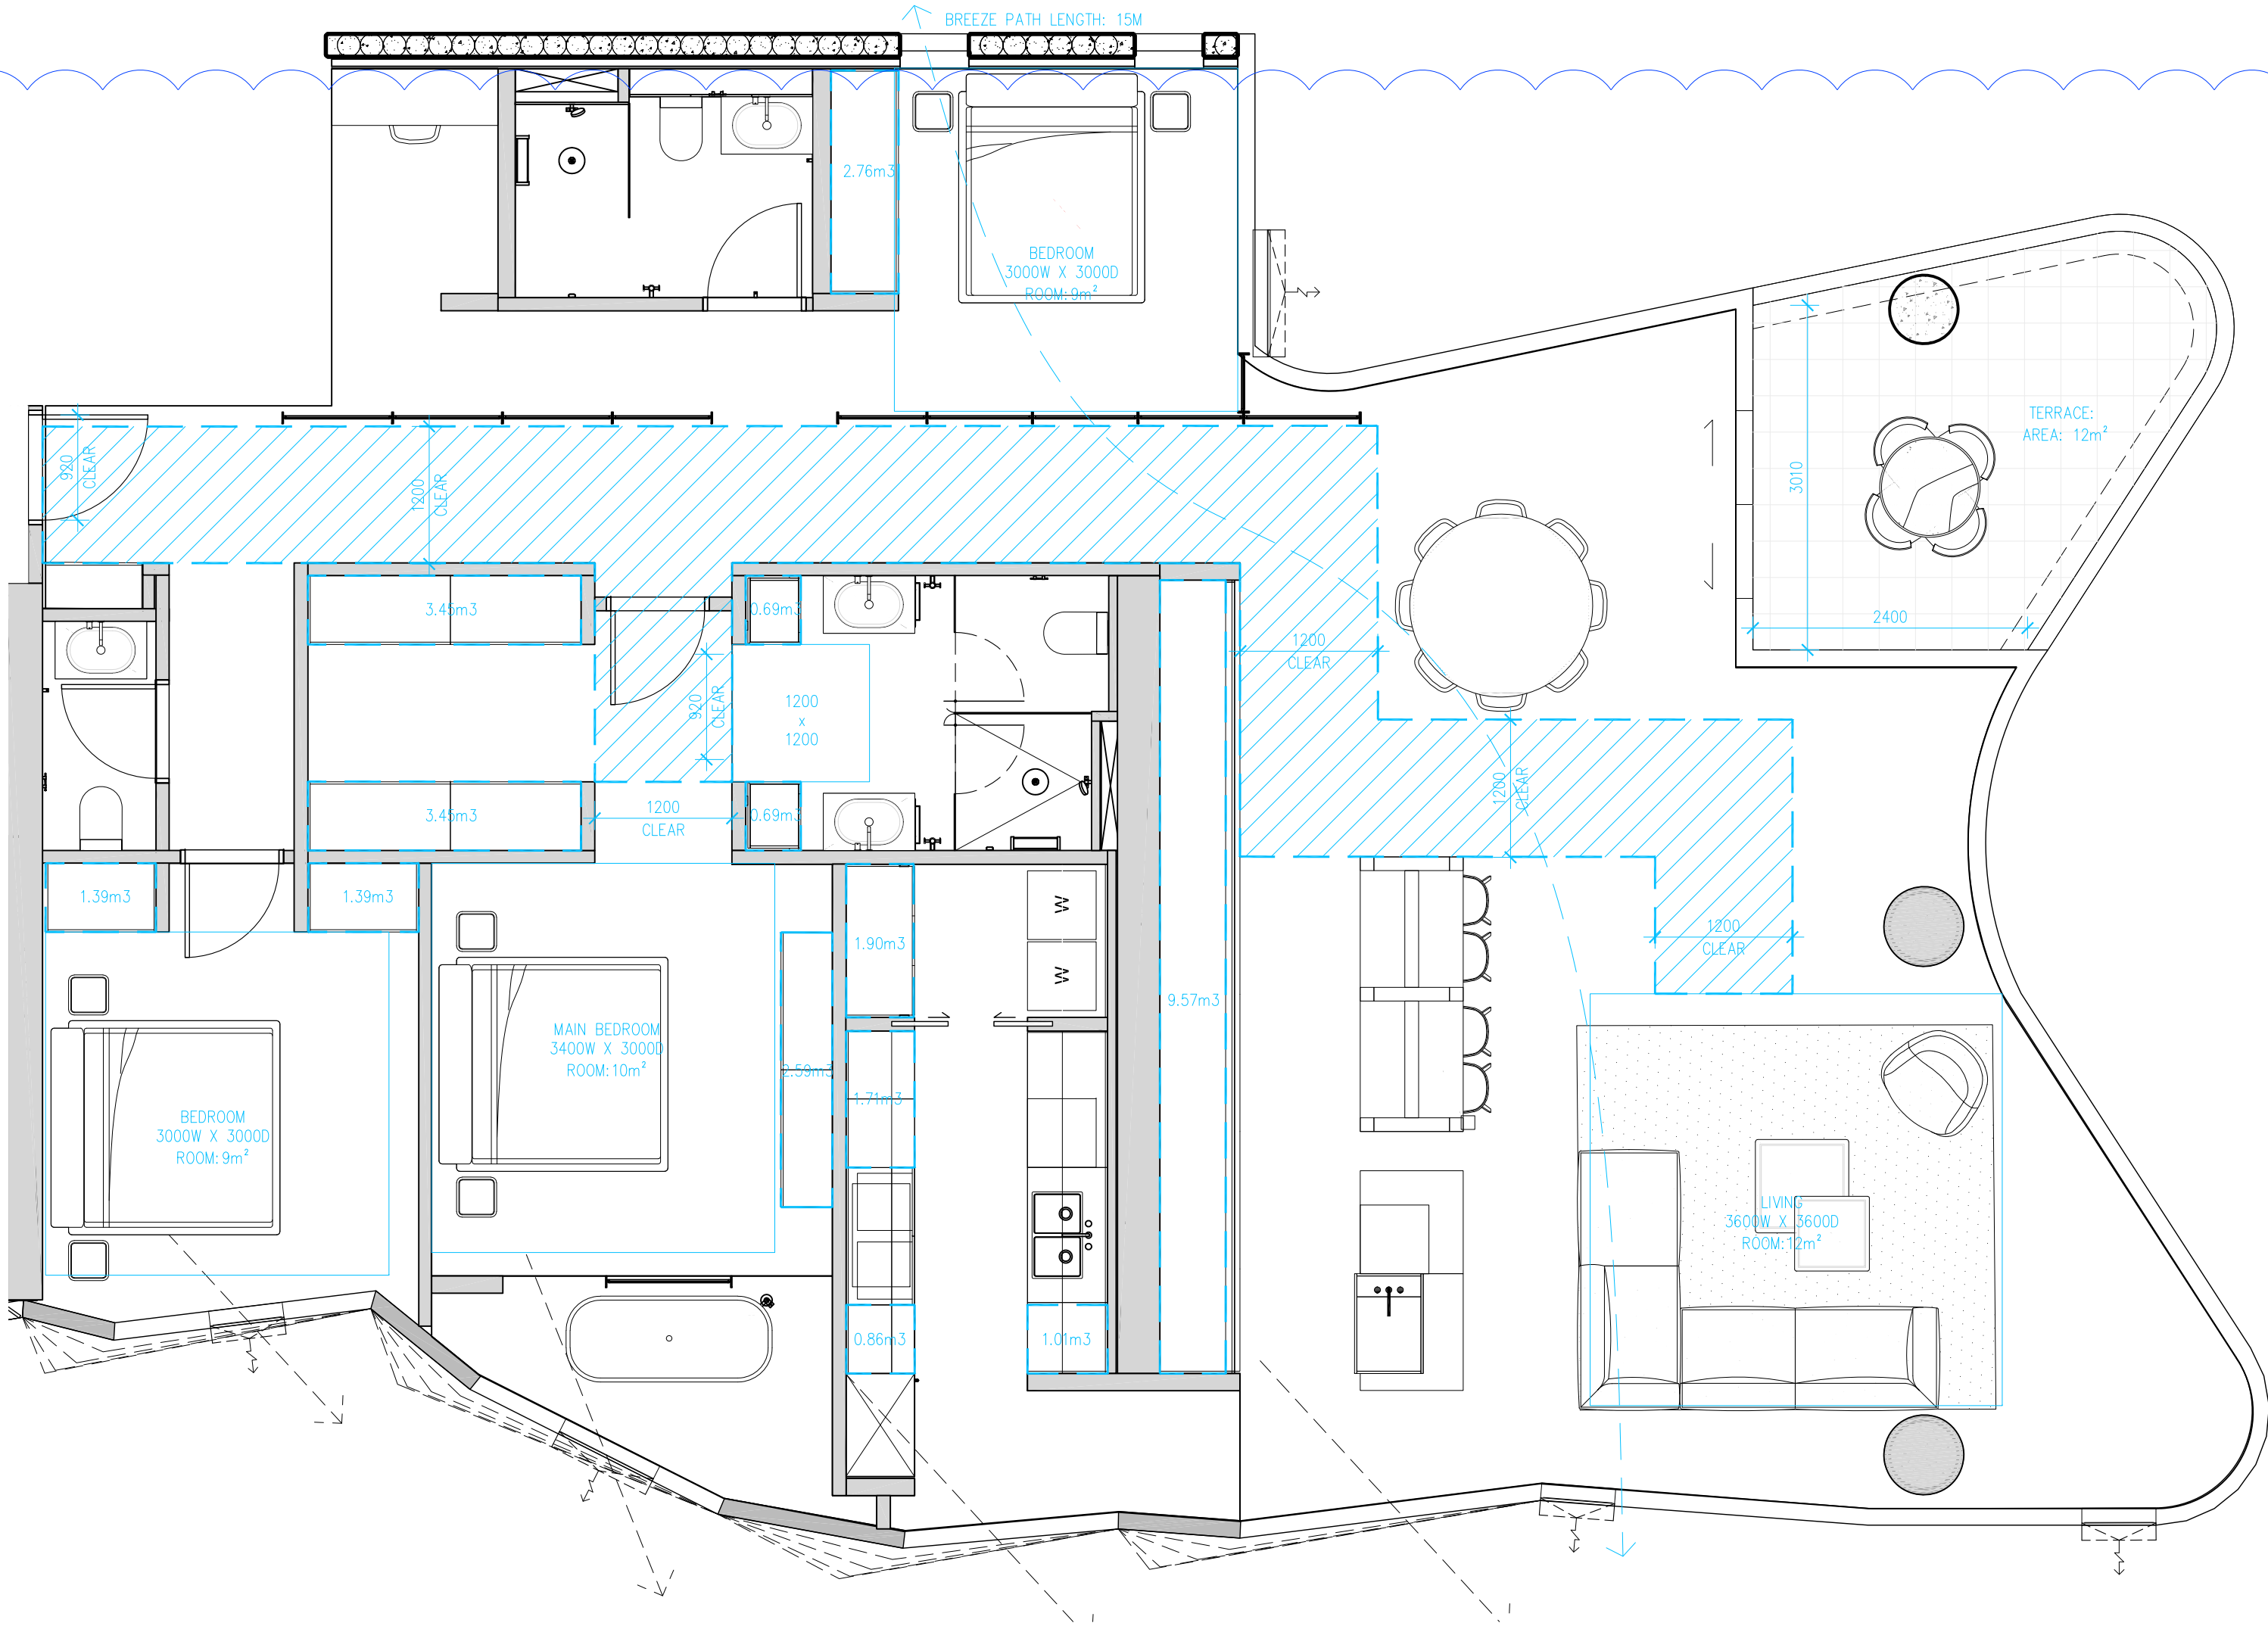 BREEZE PATH LENGTH: 15M
2.76m3
BEDROOM
3000W X 3000D
ROOM: 9m²
TERRACE:
AREA: 12m²
920
CLEAR
1200
CLEAR
3010
2400
3.45m3
0.69m3
1200
CLEAR
920
CLEAR
1200
x
1200
3.45m3
1200
CLEAR
0.69m3
1200
CLEAR
1.39m3
1.39m3
1.90m3
W
W
1200
CLEAR
9.57m3
MAIN BEDROOM
3400W X 3000D
ROOM: 10m²
2.59m3
1.71m3
BEDROOM
3000W X 3000D
ROOM: 9m²
LIVING
3600W X 3600D
ROOM: 12m²
0.86m3
1.01m3